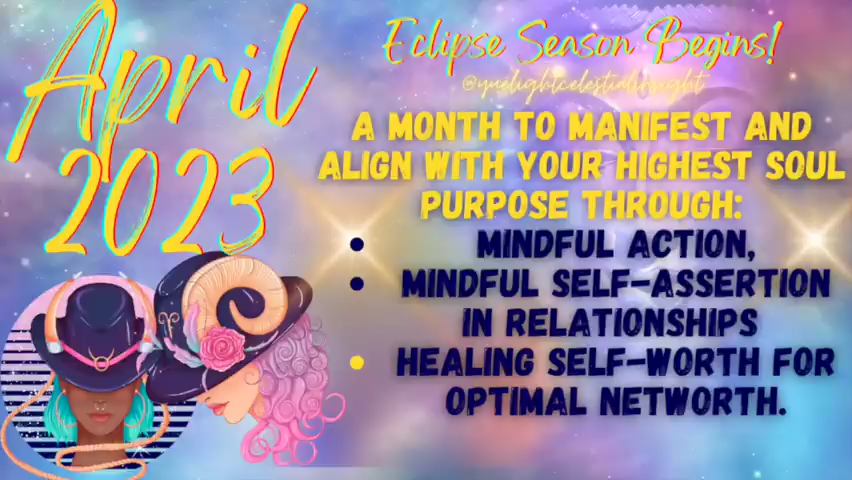 April
2023
Eclipse Season Begins!
@yuelightcelestialinsight
A MONTH TO MANIFEST AND
ALIGN WITH YOUR HIGHEST SOUL
PURPOSE THROUGH:
• MINDFUL ACTION,
• MINDFUL SELF-ASSERTION
IN RELATIONSHIPS
• HEALING SELF-WORTH FOR
OPTIMAL NETWORTH.